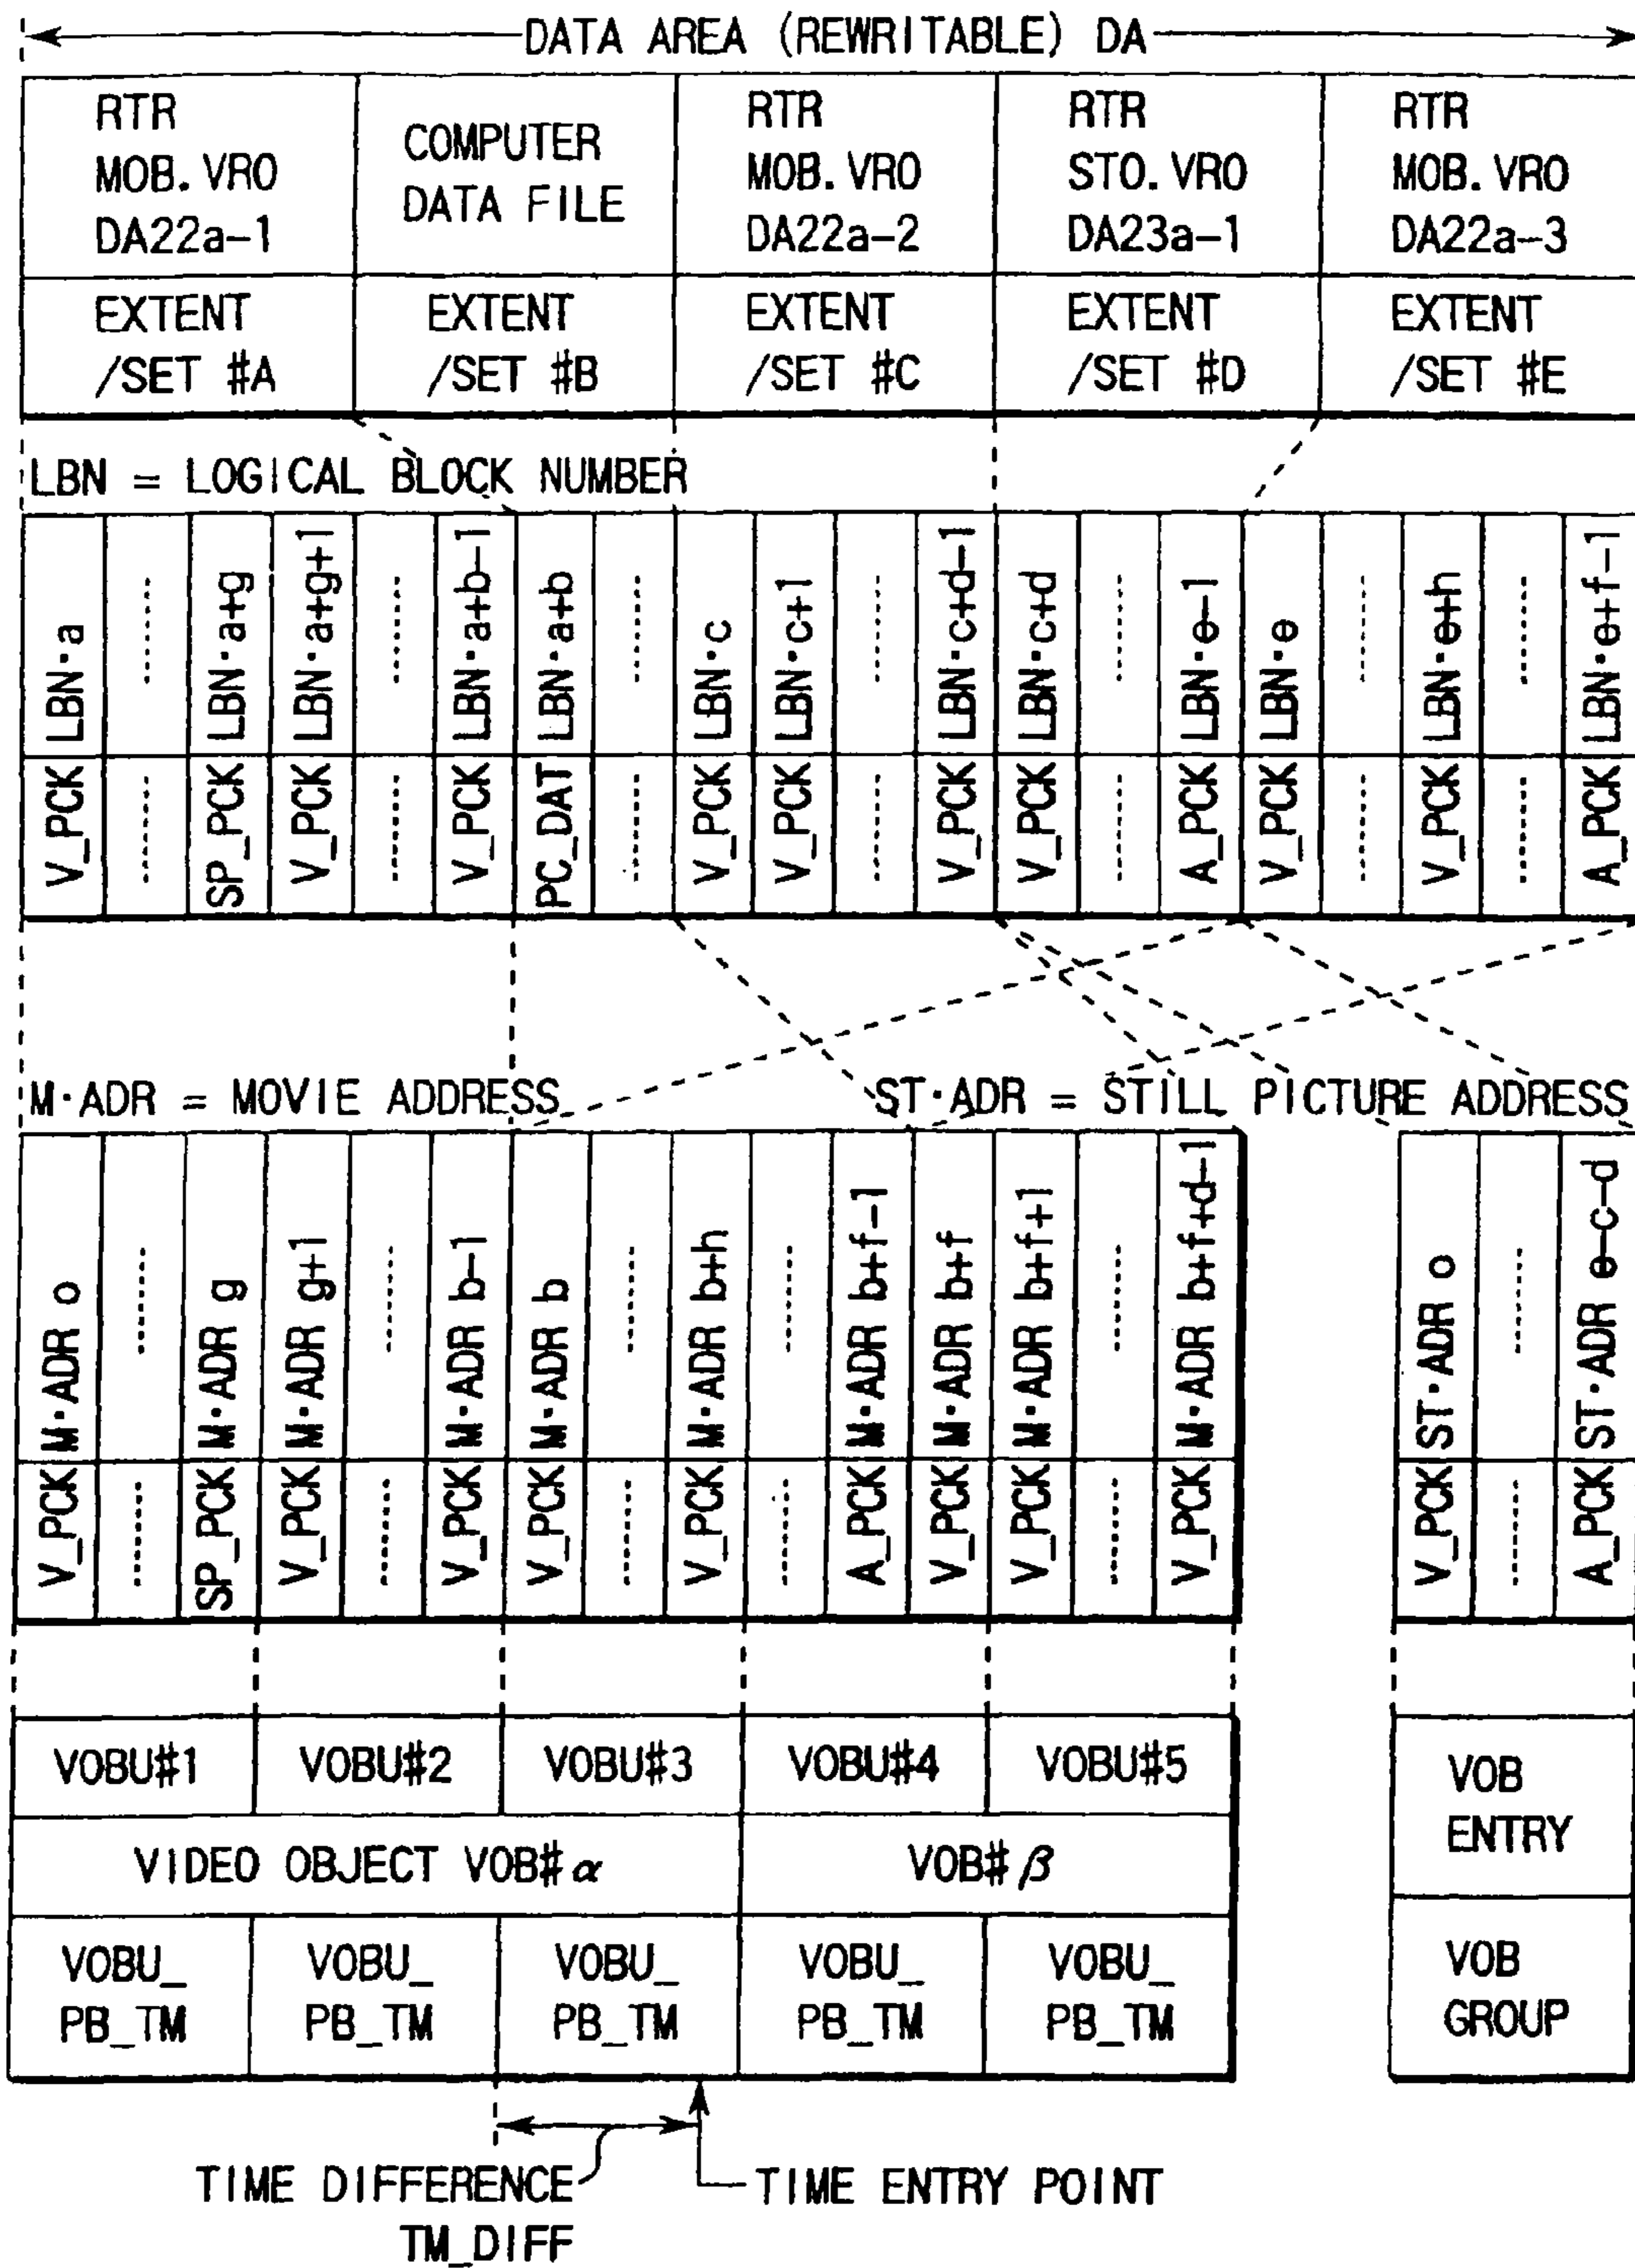 DATA AREA (REWRITABLE) DA
RTR
MOB. VRO
DA22a-1
COMPUTER
DATA FILE
RTR
MOB. VRO
DA22a-2
RTR
STO. VRO
DA23a-1
RTR
MOB. VRO
DA22a-3
EXTENT
/SET #A
EXTENT
/SET #B
EXTENT
/SET #C
EXTENT
/SET #D
EXTENT
/SET #E
LBN = LOGICAL BLOCK NUMBER
LBN·a
LBN·a+g
LBN·a+g+1
LBN·a+b-1
LBN·a+b
LBN·c
LBN·c+1
LBN·c+d-1
LBN·c+d
LBN·e-1
LBN·e
LBN·e+h
LBN·e+f-1
V_PCK
SP_PCK
V_PCK
V_PCK
PC_DAT
V_PCK
V_PCK
V_PCK
V_PCK
A_PCK
V_PCK
V_PCK
A_PCK
M·ADR = MOVIE ADDRESS
ST·ADR = STILL PICTURE ADDRESS
M·ADR o
M·ADR g
M·ADR g+1
M·ADR b-1
M·ADR b
M·ADR b+h
M·ADR b+f-1
M·ADR b+f
M·ADR b+f+1
M·ADR b+f+d-1
ST·ADR o
ST·ADR e-c-d
V_PCK
SP_PCK
V_PCK
V_PCK
V_PCK
V_PCK
A_PCK
V_PCK
V_PCK
V_PCK
V_PCK
A_PCK
VOBU#1
VOBU#2
VOBU#3
VOBU#4
VOBU#5
VOB
ENTRY
VIDEO OBJECT VOB#α
VOB#β
VOBU_
PB_TM
VOBU_
PB_TM
VOBU_
PB_TM
VOBU_
PB_TM
VOBU_
PB_TM
VOB
GROUP
TIME DIFFERENCE
TM_DIFF
TIME ENTRY POINT